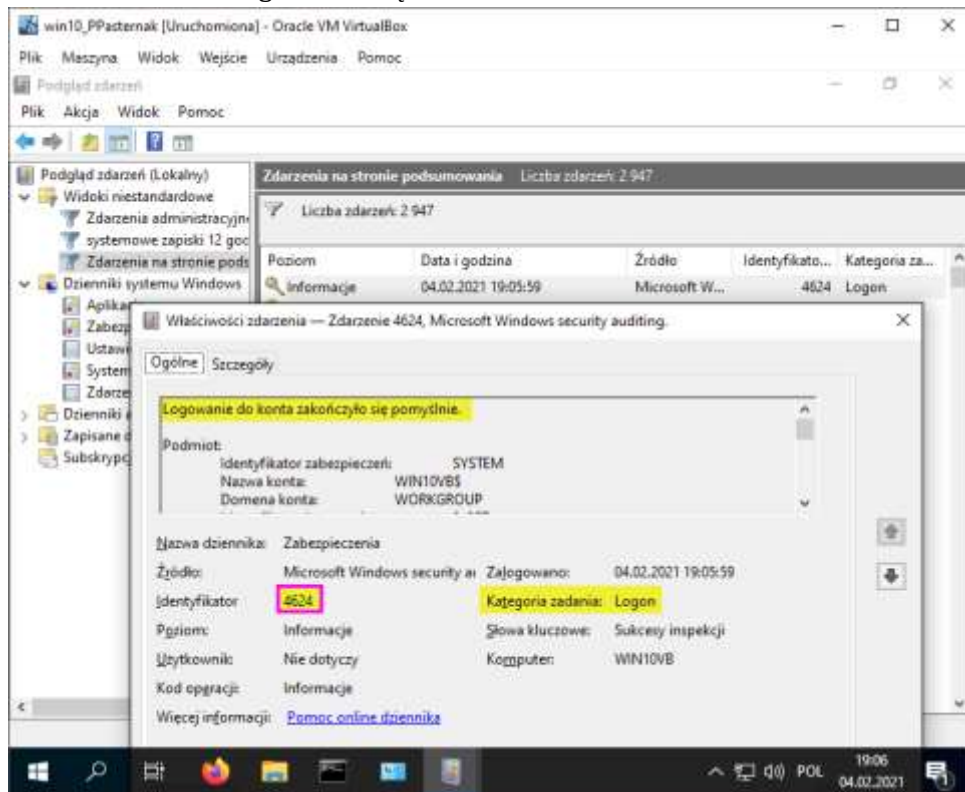 win10_PPasternak [Uruchomiona] - Oracle VM VirtualBox
Plik Maszyna Widok Wejście Urządzenia Pomoc
Podgląd zdarzeń
Plik Akcja Widok Pomoc
Podgląd zdarzeń (Lokalny)
Widoki niestandardowe
Zdarzenia administracyjn
systemowe zapiski 12 god
Zdarzenia na stronie pods
Dzienniki systemu Windows
Aplikac
Zabezp
Ustawi
System
Zdarze
Dzienniki
Zapisane
Subskrypc
Zdarzenia na stronie podsumowania Liczba zdarzeń: 2 947
Liczba zdarzeń: 2 947
Poziom Data i godzina Źródło Identyfikato... Kategoria za...
Informacje 04.02.2021 19:05:59 Microsoft W... 4624 Logon
Właściwości zdarzenia — Zdarzenie 4624, Microsoft Windows security auditing.
Ogólne Szczegóły
Logowanie do konta zakończyło się pomyślnie.
Podmiot:
Identyfikator zabezpieczeń: SYSTEM
Nazwa konta: WIN10VB$
Domena konta: WORKGROUP
Nazwa dziennika: Zabezpieczenia
Źródło: Microsoft Windows security au Zalogowano: 04.02.2021 19:05:59
Identyfikator 4624 Kategoria zadania: Logon
Poziom: Informacje Słowa kluczowe: Sukcesy inspekcji
Użytkownik: Nie dotyczy Komputer: WIN10VB
Kod operacji: Informacje
Więcej informacji: Pomoc online dziennika
POL
19:06
04.02.2021